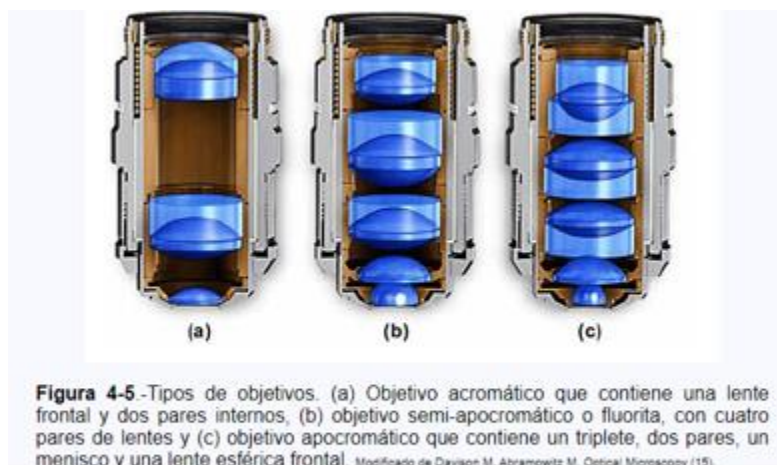 (a) (b) (c)
Figura 4-5.-Tipos de objetivos. (a) Objetivo acromático que contiene una lente
frontal y dos pares internos, (b) objetivo semi-apocromático o fluorita, con cuatro
pares de lentes y (c) objetivo apocromático que contiene un triplete, dos pares, un
menisco y una lente esférica frontal. Modificado de Davison M, Abramowitz M, Optical Microscopy (15).